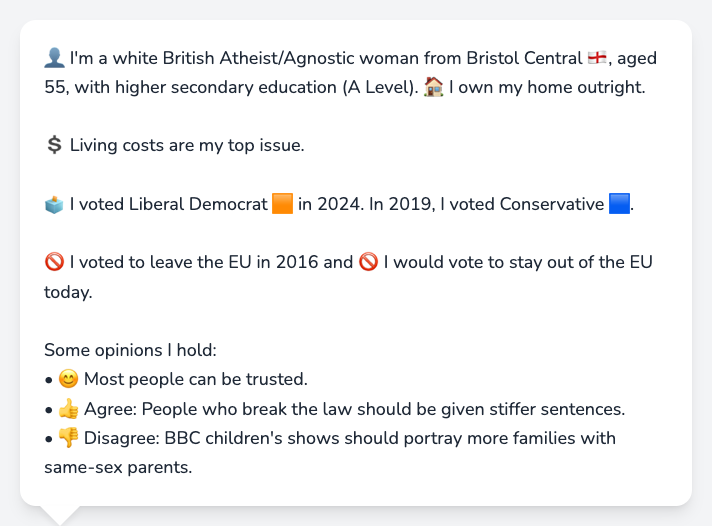 👤 I'm a white British Atheist/Agnostic woman from Bristol Central 🏴󠁧󠁢󠁥󠁮󠁧󠁿, aged
55, with higher secondary education (A Level). 🏠 I own my home outright.
💲 Living costs are my top issue.
🗳️ I voted Liberal Democrat 🟧 in 2024. In 2019, I voted Conservative 🟦.
🚫 I voted to leave the EU in 2016 and 🚫 I would vote to stay out of the EU
today.
Some opinions I hold:
• 😊 Most people can be trusted.
• 👍 Agree: People who break the law should be given stiffer sentences.
• 👎 Disagree: BBC children's shows should portray more families with
same-sex parents.